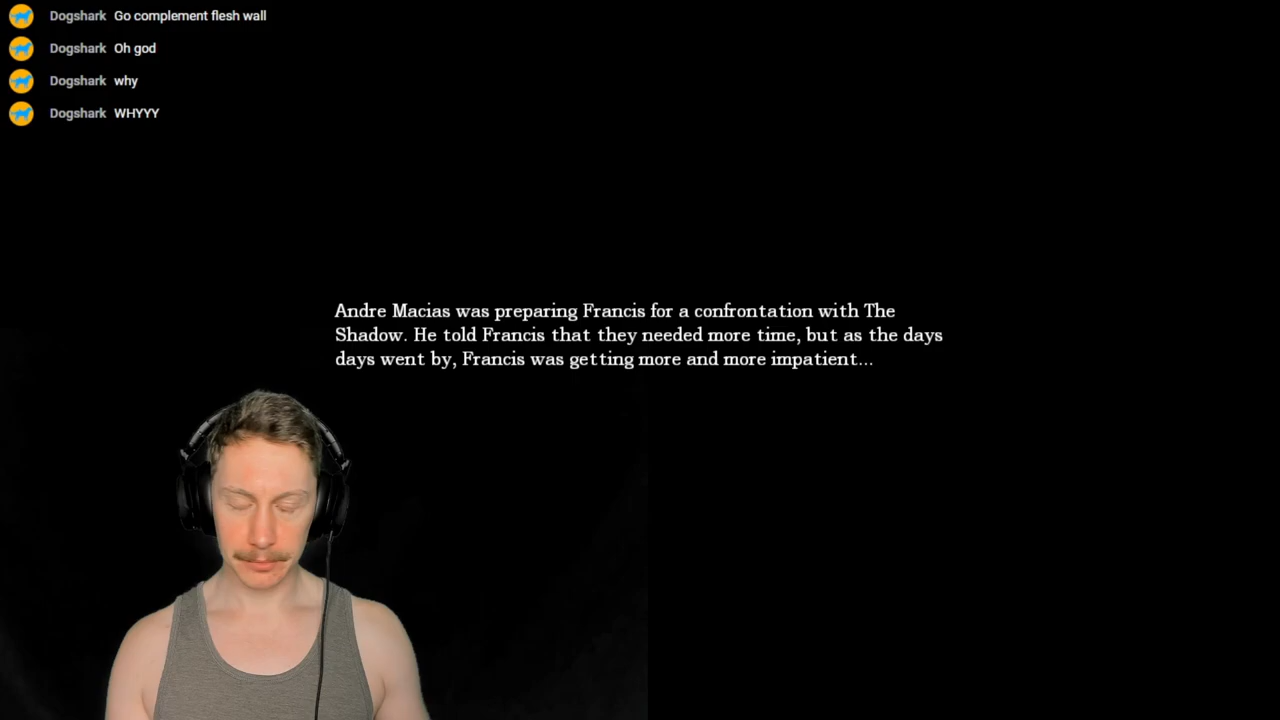 Dogshark Go complement flesh wall
Dogshark Oh god
Dogshark why
Dogshark WHYYY
Andre Macias was preparing Francis for a confrontation with The
Shadow. He told Francis that they needed more time, but as the days
days went by, Francis was getting more and more impatient...